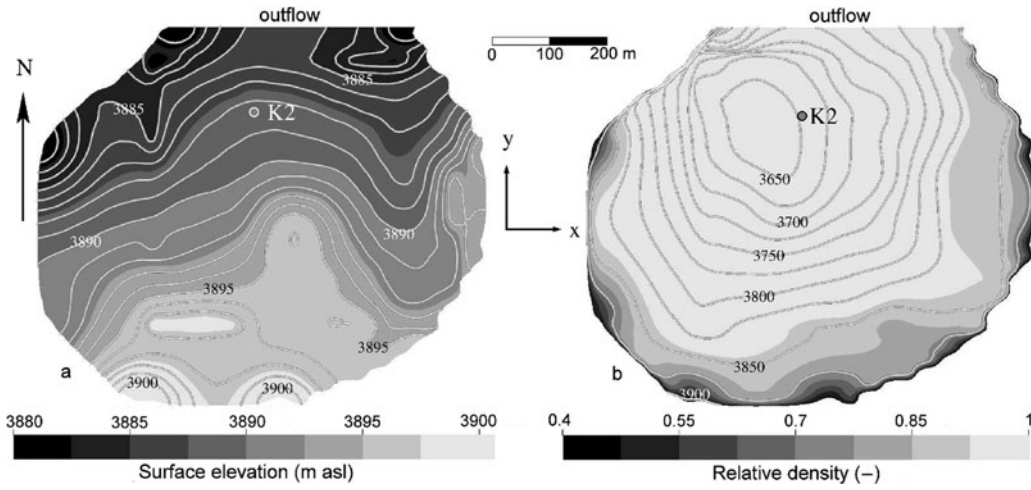 outflow
outflow
0 100 200 m
N
3885
3885
K2
3890
3890
3895
3895
3900
3900
a
3880 3885 3890 3895 3900
Surface elevation (m asl)
y
x
K2
3650
3700
3750
3800
3850
3900
b
0.4 0.55 0.7 0.85 1
Relative density (–)